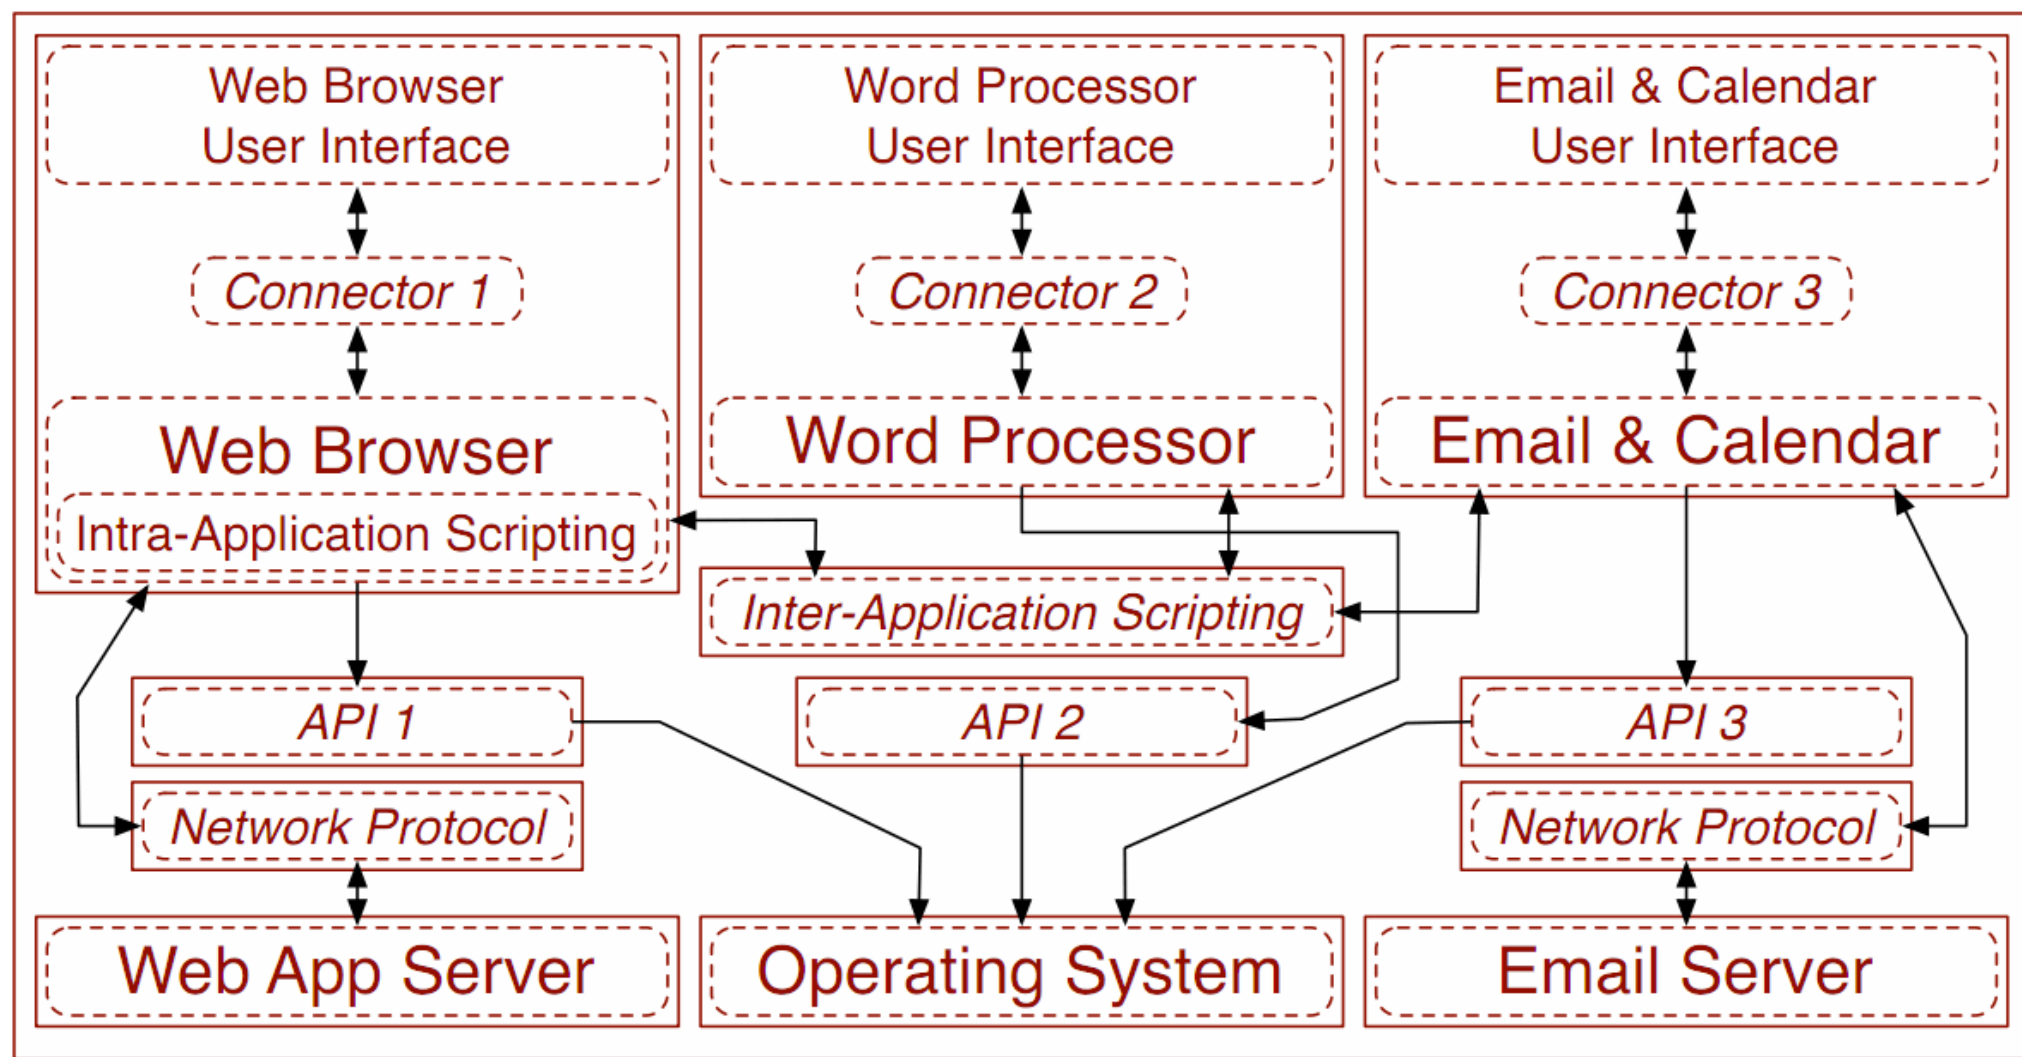 Web Browser
User Interface
Word Processor
User Interface
Email & Calendar
User Interface
Connector 1
Connector 2
Connector 3
Web Browser
Word Processor
Email & Calendar
Intra-Application Scripting
Inter-Application Scripting
API 1
API 2
API 3
Network Protocol
Network Protocol
Web App Server
Operating System
Email Server